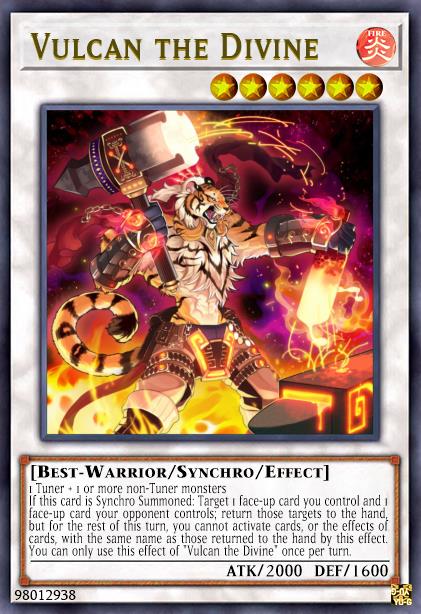 VULCAN THE DIVINE
FIRE
炎
[BEST-WARRIOR/SYNCHRO/EFFECT]
1 Tuner + 1 or more non-Tuner monsters
If this card is Synchro Summoned: Target 1 face-up card you control and 1
face-up card your opponent controls; return those targets to the hand,
but for the rest of this turn, you cannot activate cards, or the effects of
cards, with the same name as those returned to the hand by this effect.
You can only use this effect of "Vulcan the Divine" once per turn.
ATK/2000 DEF/1600
98012938